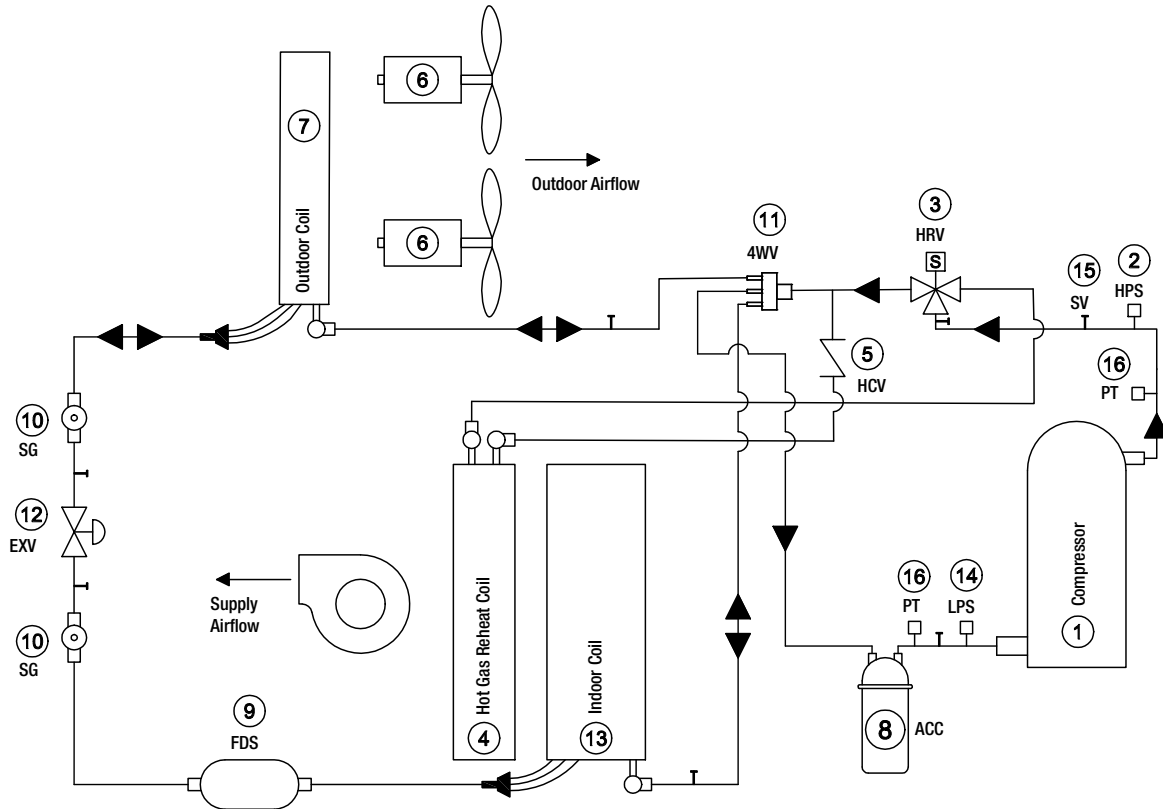 6
7
Outdoor Coil
Outdoor Airflow
6
11
4WV
3
HRV
S
15
SV
2
HPS
5
HCV
16
PT
10
SG
12
EXV
10
SG
Supply
Airflow
Hot Gas Reheat Coil
4
Indoor Coil
13
16
PT
14
LPS
Compressor
1
8
ACC
9
FDS